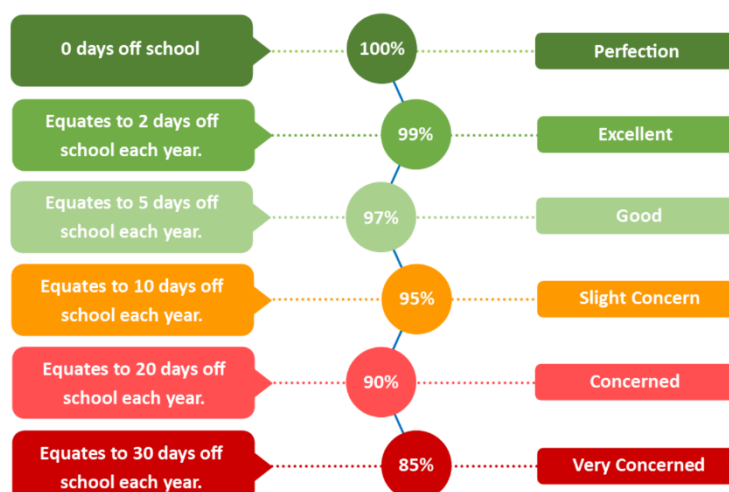 0 days off school
100%
Perfection
Equates to 2 days off
school each year.
99%
Excellent
Equates to 5 days off
school each year.
97%
Good
Equates to 10 days off
school each year.
95%
Slight Concern
Equates to 20 days off
school each year.
90%
Concerned
Equates to 30 days off
school each year.
85%
Very Concerned